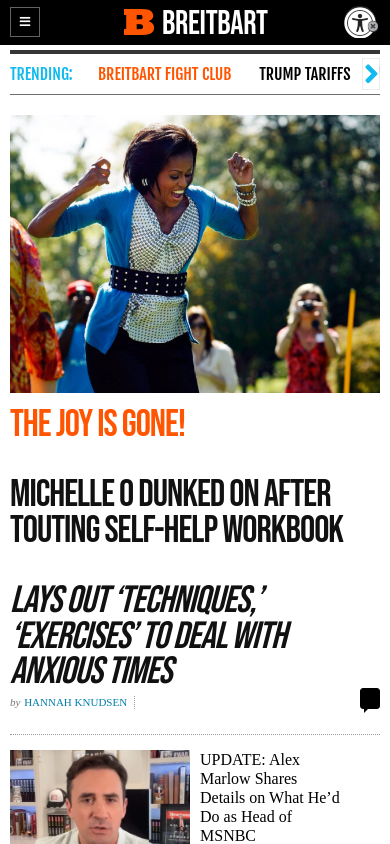 BREITBART
TRENDING:
BREITBART FIGHT CLUB
TRUMP TARIFFS
THE JOY IS GONE!
MICHELLE O DUNKED ON AFTER
TOUTING SELF-HELP WORKBOOK
LAYS OUT ‘TECHNIQUES,’
‘EXERCISES’ TO DEAL WITH
ANXIOUS TIMES
by HANNAH KNUDSEN
UPDATE: Alex
Marlow Shares
Details on What He’d
Do as Head of
MSNBC